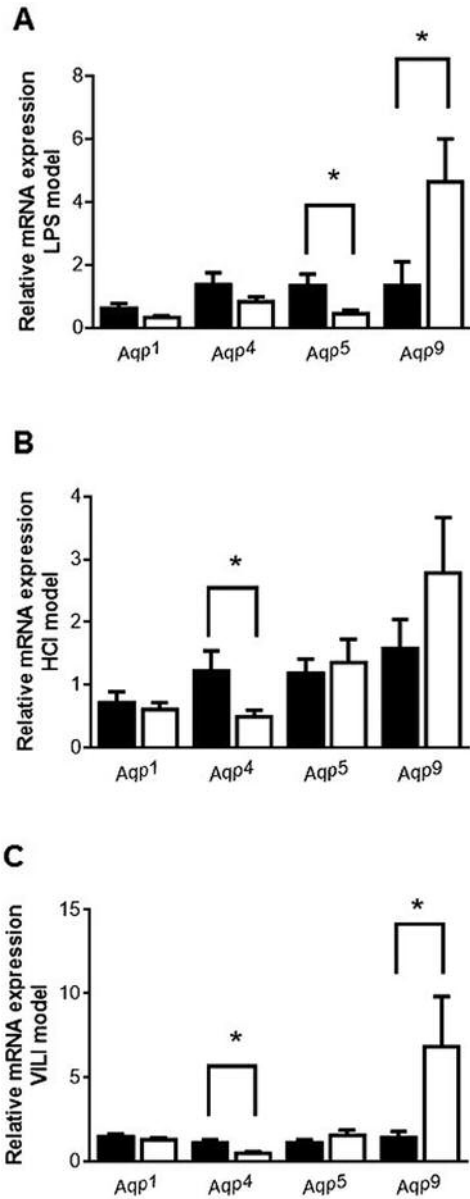 A
Relative mRNA expression
LPS model
8
6
4
2
0
*
*
Aqp1
Aqp4
Aqp5
Aqp9
B
Relative mRNA expression
HCl model
4
3
2
1
0
*
Aqp1
Aqp4
Aqp5
Aqp9
C
Relative mRNA expression
VILI model
15
10
5
0
*
*
Aqp1
Aqp4
Aqp5
Aqp9